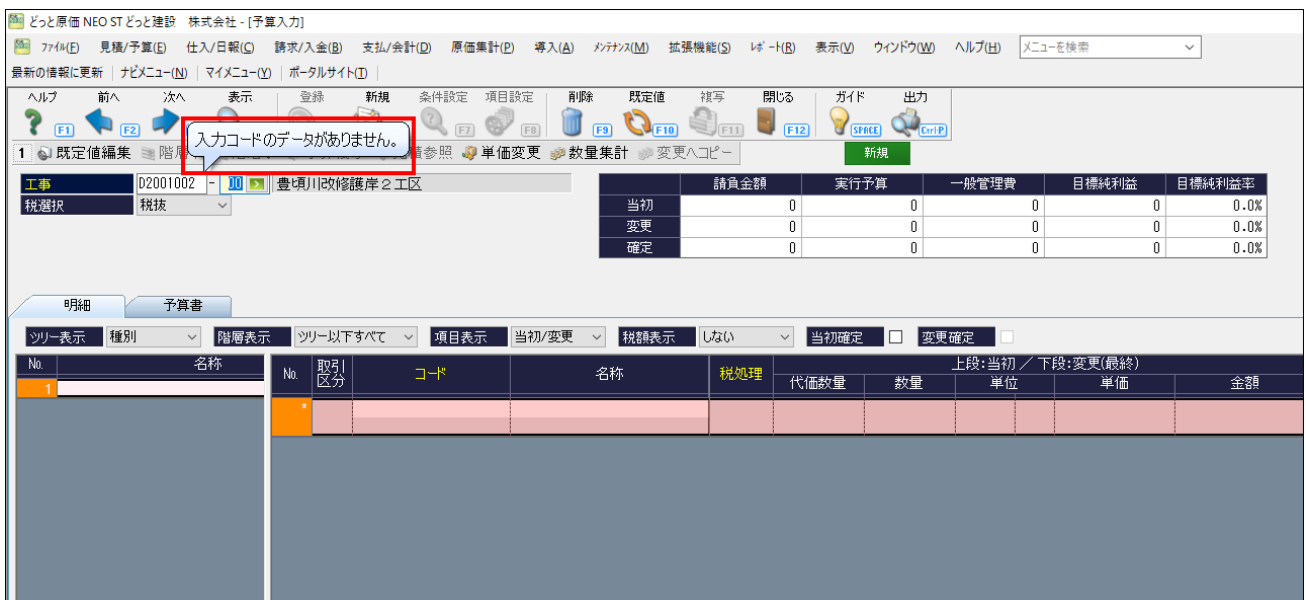 どっと原価 NEO ST どっと建設　株式会社 - [予算入力]
ﾌｧｲﾙ(F) 見積/予算(E) 仕入/日報(C) 請求/入金(B) 支払/会計(D) 原価集計(P) 導入(A) ﾒﾝﾃﾅﾝｽ(M) 拡張機能(S) ﾚﾎﾟｰﾄ(R) 表示(V) ウィンドウ(W) ヘルプ(H) メニューを検索
最新の情報に更新 ナビメニュー(N) マイメニュー(Y) ポータルサイト(T)
ヘルプ 前へ 次へ 表示 登録 新規 条件設定 項目設定 削除 既定値 複写 閉じる ガイド 出力
F1 F2 F7 F8 F9 F10 F11 F12 SPACE Ctrl+P
入力コードのデータがありません。
1 既定値編集 階層 参照 単価変更 数量集計 変更へコピー 新規
工事 D2001002 - 00 豊頃川改修護岸２工区
税選択 税抜
請負金額 実行予算 一般管理費 目標純利益 目標純利益率
当初 0 0 0 0 0.0%
変更 0 0 0 0 0.0%
確定 0 0 0 0 0.0%
明細 予算書
ツリー表示 種別 階層表示 ツリー以下すべて 項目表示 当初/変更 税額表示 しない 当初確定 変更確定
No. 名称
1
No. 取引区分 コード 名称 税処理 上段:当初 ／ 下段:変更(最終)
代価数量 数量 単位 単価 金額
*